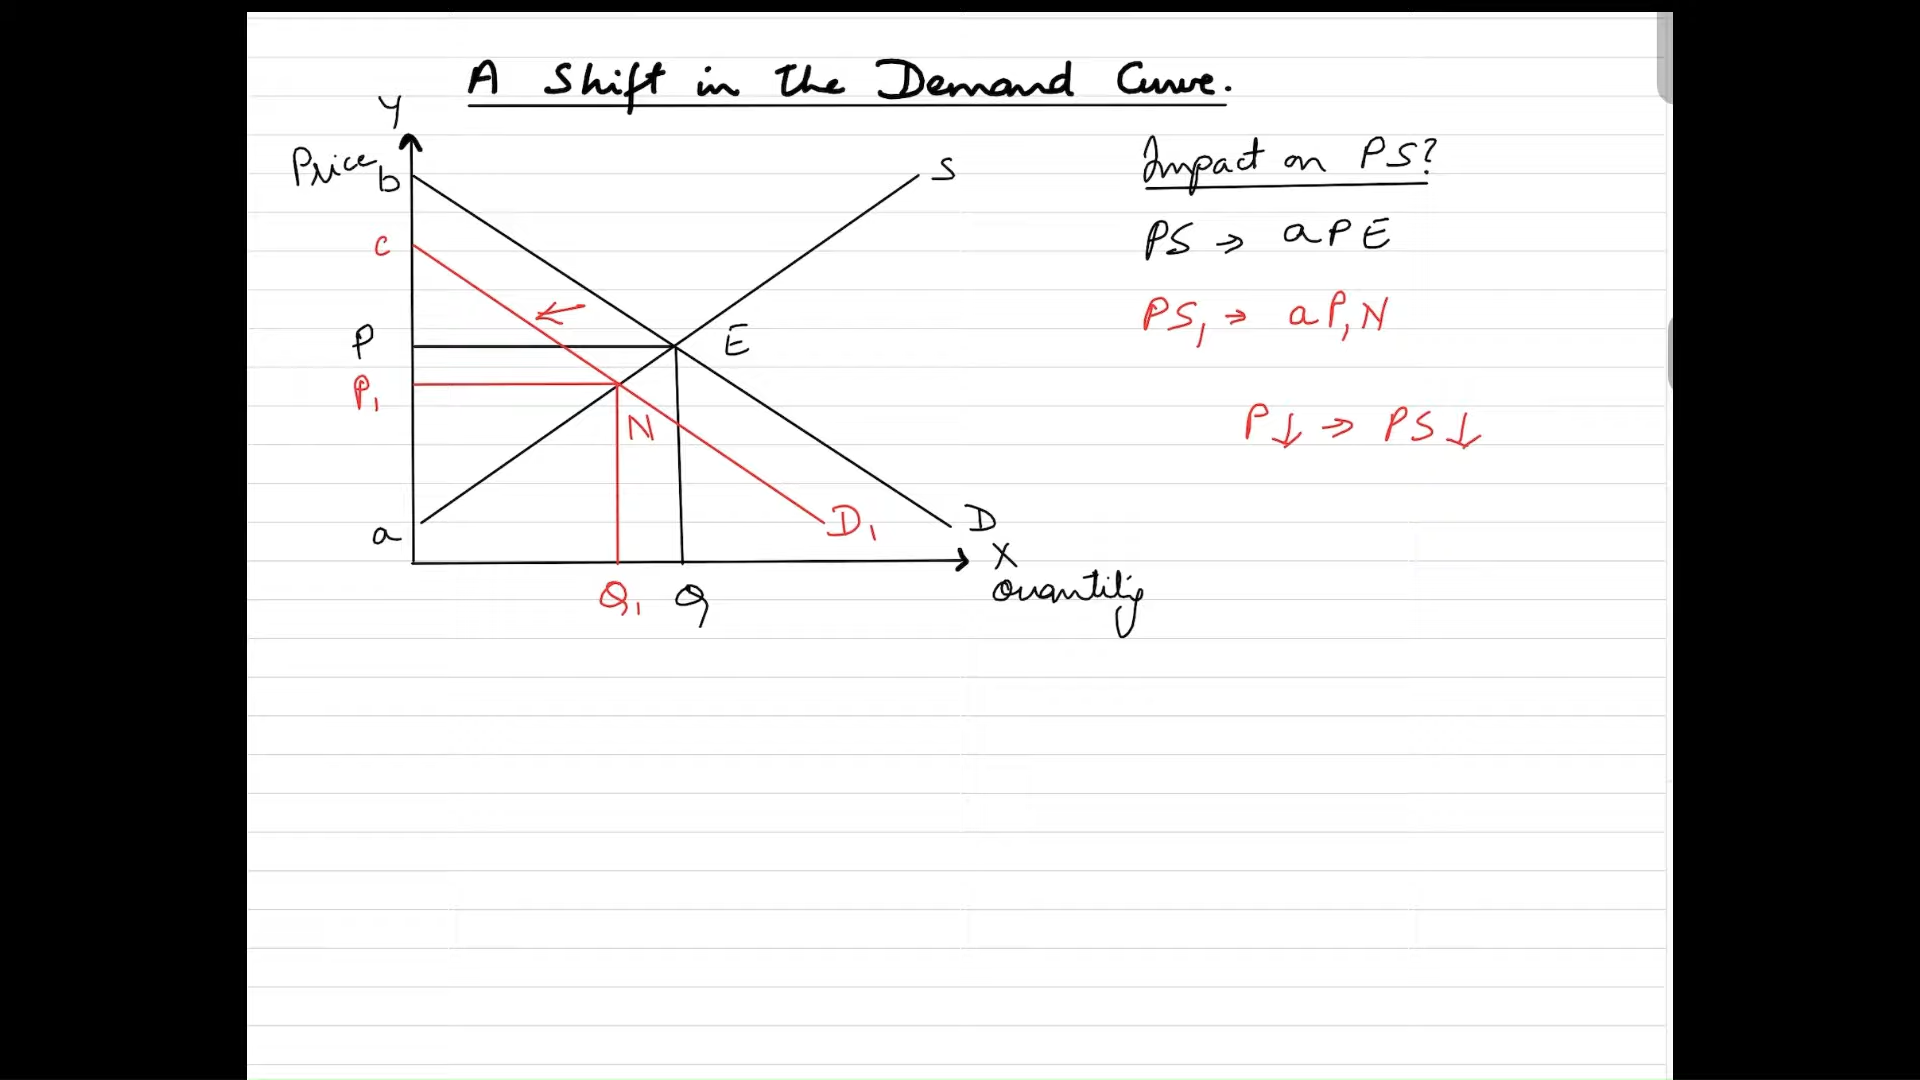 A Shift in the Demand Curve.
Y
Price
b
S
Impact on PS?
c
PS → aPE
PS₁ → aP₁N
P
E
P₁
N
P↓ → PS↓
a
D₁
D
X
Q₁
Q
Quantity